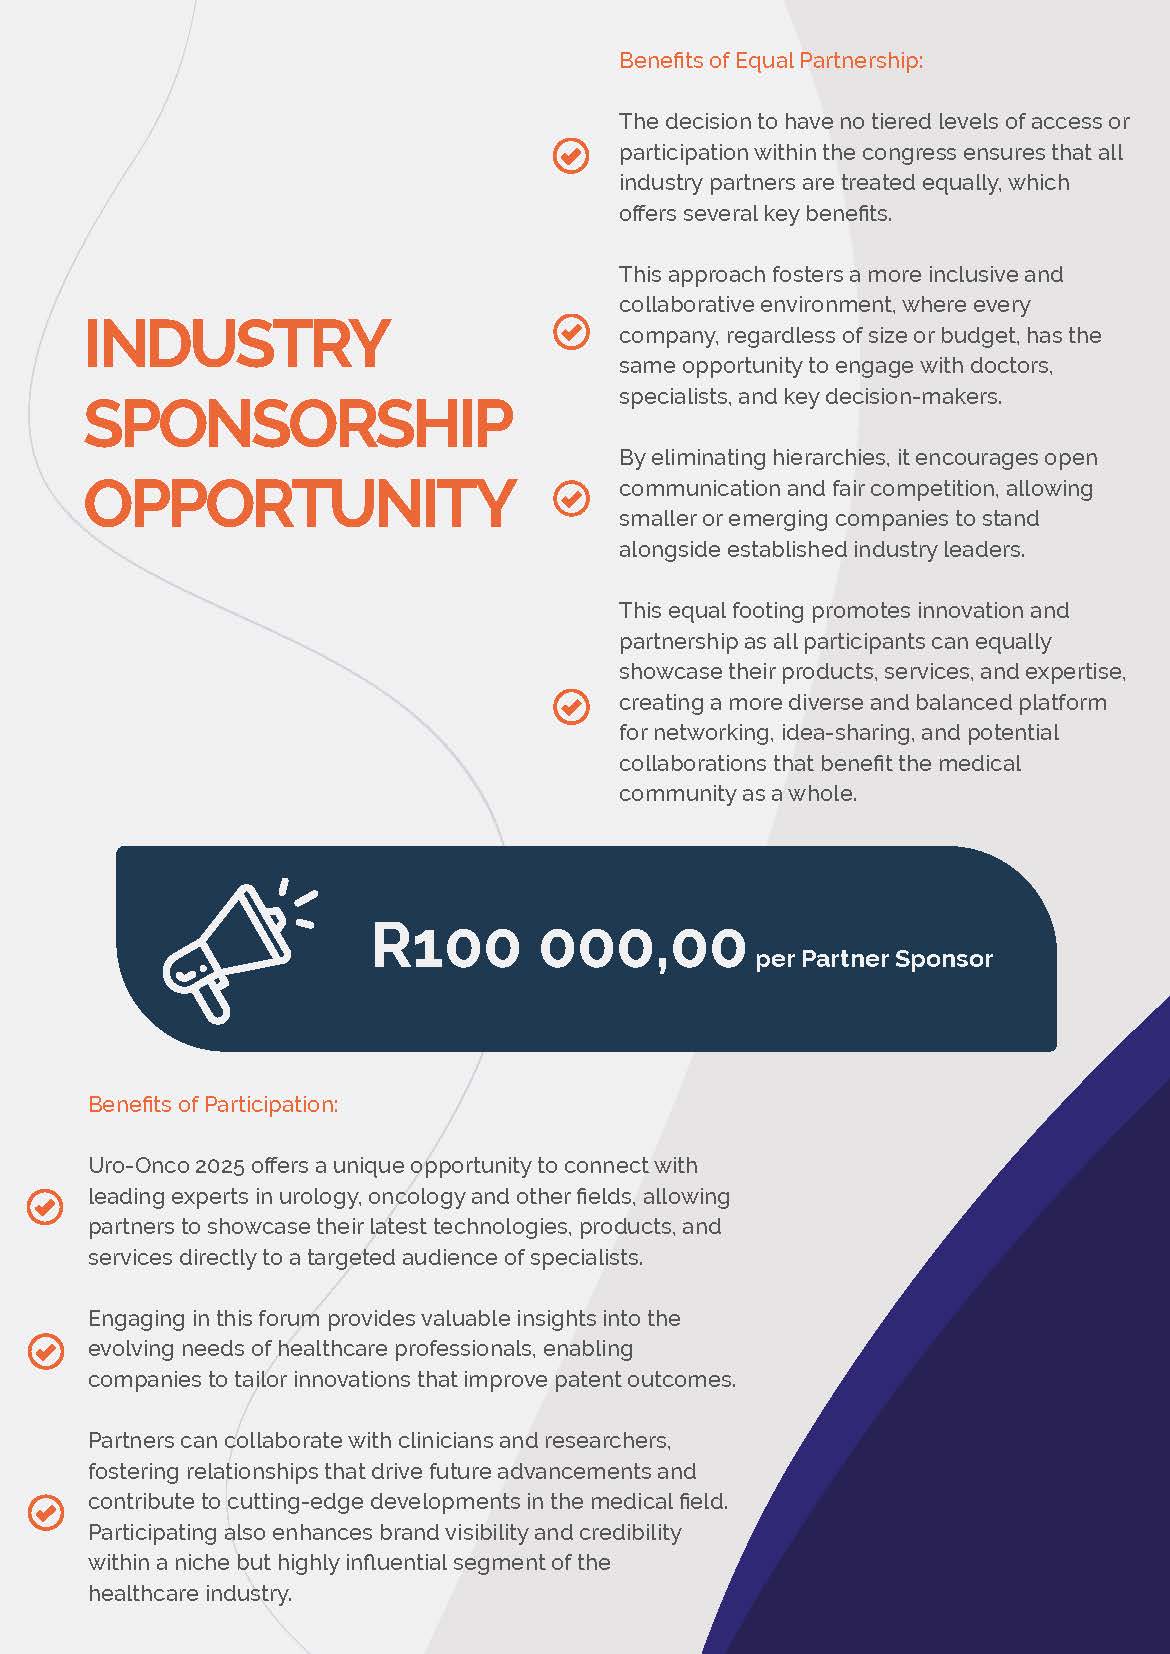 INDUSTRY
SPONSORSHIP
OPPORTUNITY
Benefits of Equal Partnership:
The decision to have no tiered levels of access or
participation within the congress ensures that all
industry partners are treated equally, which
offers several key benefits.
This approach fosters a more inclusive and
collaborative environment, where every
company, regardless of size or budget, has the
same opportunity to engage with doctors,
specialists, and key decision-makers.
By eliminating hierarchies, it encourages open
communication and fair competition, allowing
smaller or emerging companies to stand
alongside established industry leaders.
This equal footing promotes innovation and
partnership as all participants can equally
showcase their products, services, and expertise,
creating a more diverse and balanced platform
for networking, idea-sharing, and potential
collaborations that benefit the medical
community as a whole.
R100 000,00 per Partner Sponsor
Benefits of Participation:
Uro-Onco 2025 offers a unique opportunity to connect with
leading experts in urology, oncology and other fields, allowing
partners to showcase their latest technologies, products, and
services directly to a targeted audience of specialists.
Engaging in this forum provides valuable insights into the
evolving needs of healthcare professionals, enabling
companies to tailor innovations that improve patent outcomes.
Partners can collaborate with clinicians and researchers,
fostering relationships that drive future advancements and
contribute to cutting-edge developments in the medical field.
Participating also enhances brand visibility and credibility
within a niche but highly influential segment of the
healthcare industry.